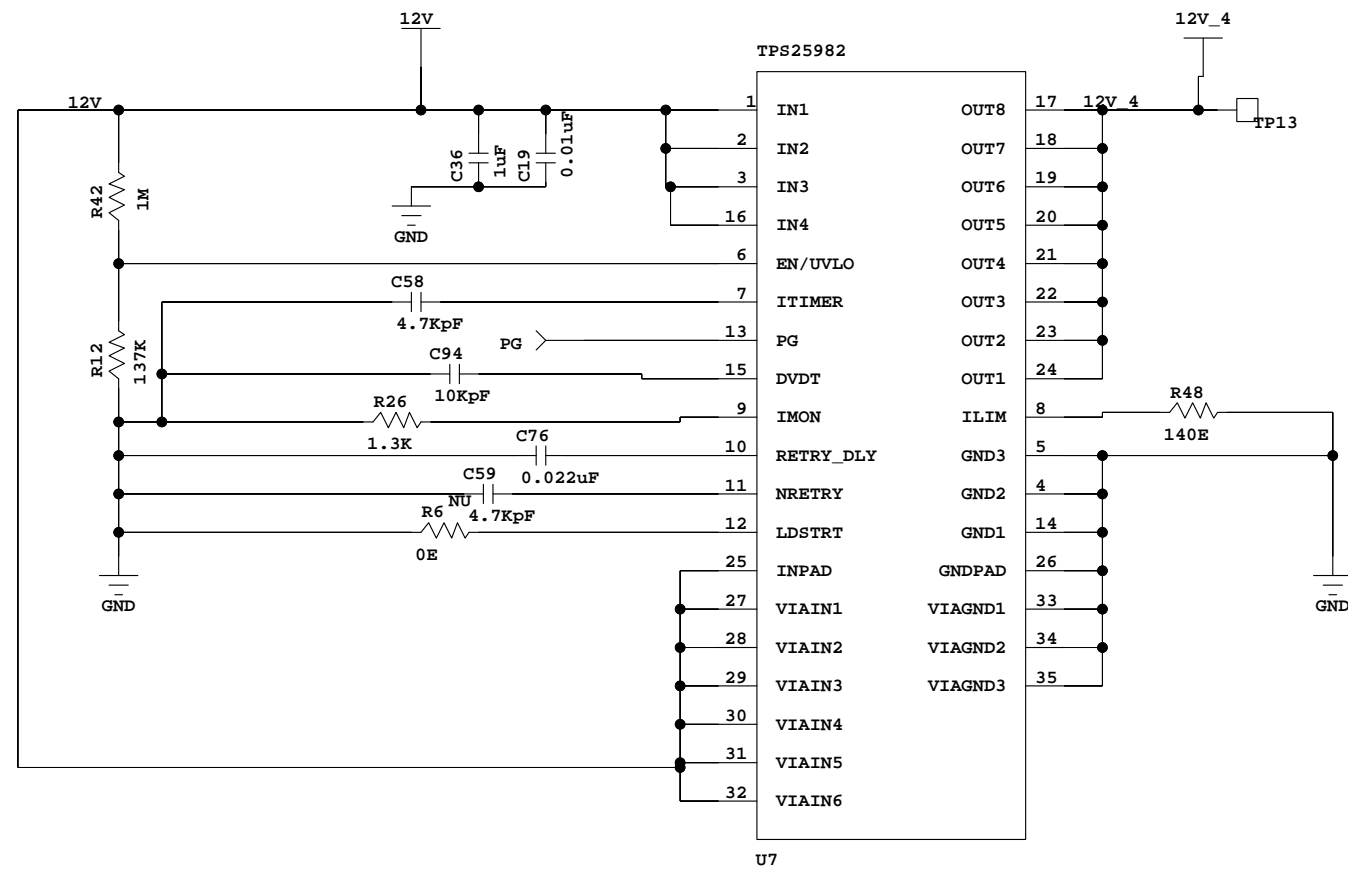 12V
12V_4
TPS25982
12V
1 IN1 OUT8 17 12V_4
TP13
2 IN2 OUT7 18
C36 1uF C19 0.01uF
3 IN3 OUT6 19
R42 1M
16 IN4 OUT5 20
GND
6 EN/UVLO OUT4 21
C58
7 ITIMER OUT3 22
4.7KpF
PG 13 PG OUT2 23
R12 137K
C94
15 DVDT OUT1 24
10KpF
R26
9 IMON ILIM 8 R48
1.3K
140E
C76
10 RETRY_DLY GND3 5
0.022uF
C59
11 NRETRY GND2 4
NU
4.7KpF
R6
12 LDSTRT GND1 14
0E
25 INPAD GNDPAD 26
GND
GND
27 VIAIN1 VIAGND1 33
28 VIAIN2 VIAGND2 34
29 VIAIN3 VIAGND3 35
30 VIAIN4
31 VIAIN5
32 VIAIN6
U7